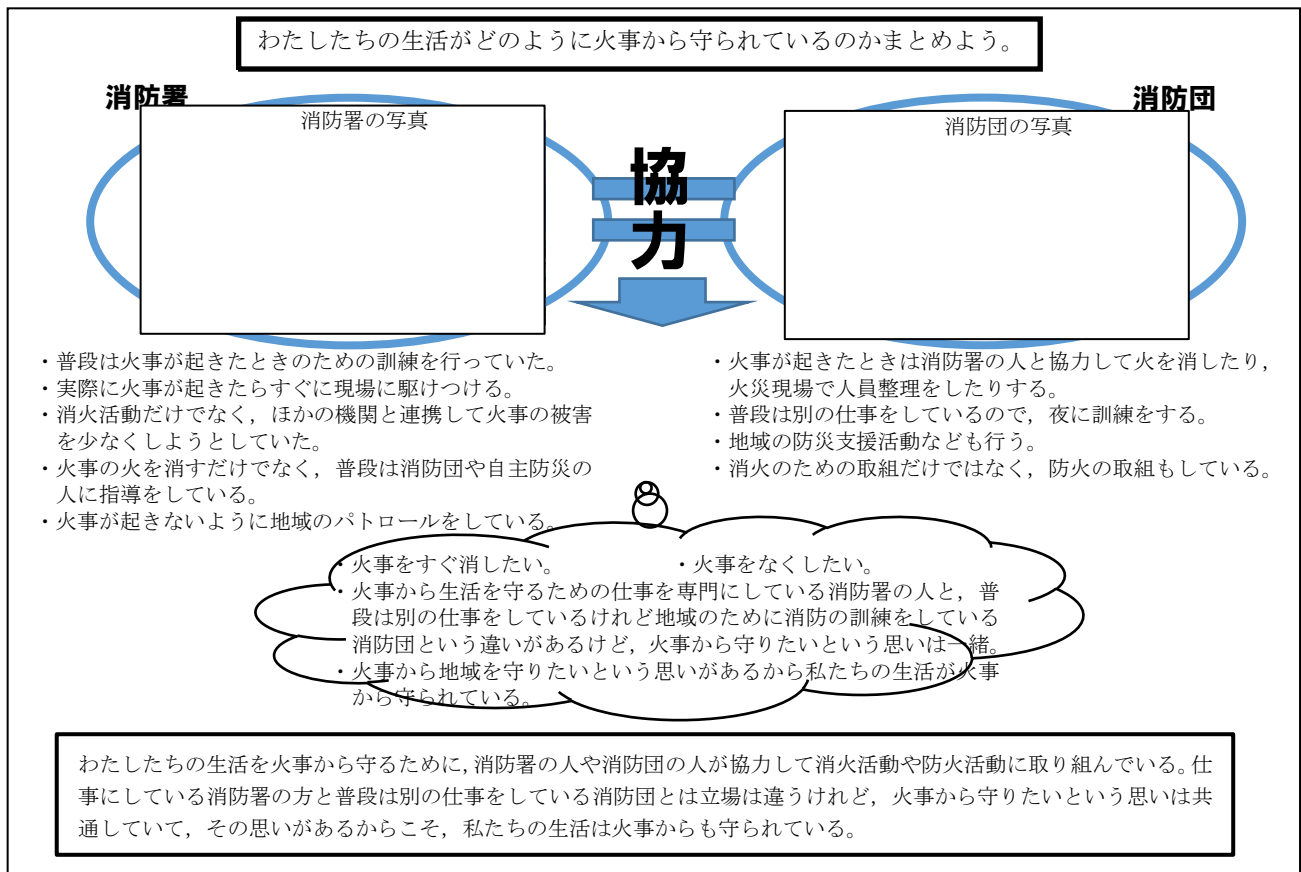 わたしたちの生活がどのように火事から守られているのかまとめよう。
消防署
消防署の写真
協力
消防団
消防団の写真
・普段は火事が起きたときのための訓練を行っていた。
・実際に火事が起きたらすぐに現場に駆けつける。
・消火活動だけでなく，ほかの機関と連携して火事の被害
を少なくしようとしていた。
・火事の火を消すだけでなく，普段は消防団や自主防災の
人に指導をしている。
・火事が起きないように地域のパトロールをしている。
・火事が起きたときは消防署の人と協力して火を消したり，
火災現場で人員整理をしたりする。
・普段は別の仕事をしているので，夜に訓練をする。
・地域の防災支援活動なども行う。
・消火のための取組だけではなく，防火の取組もしている。
・火事をすぐ消したい。　・火事をなくしたい。
・火事から生活を守るための仕事を専門にしている消防署の人と，普
段は別の仕事をしているけれど地域のために消防の訓練をしている
消防団という違いがあるけど，火事から守りたいという思いは一緒。
・火事から地域を守りたいという思いがあるから私たちの生活が火事
から守られている。
わたしたちの生活を火事から守るために，消防署の人や消防団の人が協力して消火活動や防火活動に取り組んでいる。仕
事にしている消防署の方と普段は別の仕事をしている消防団とは立場は違うけれど，火事から守りたいという思いは共
通していて，その思いがあるからこそ，私たちの生活は火事からも守られている。